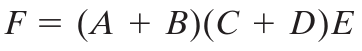 F = (A + B)(C + D)E